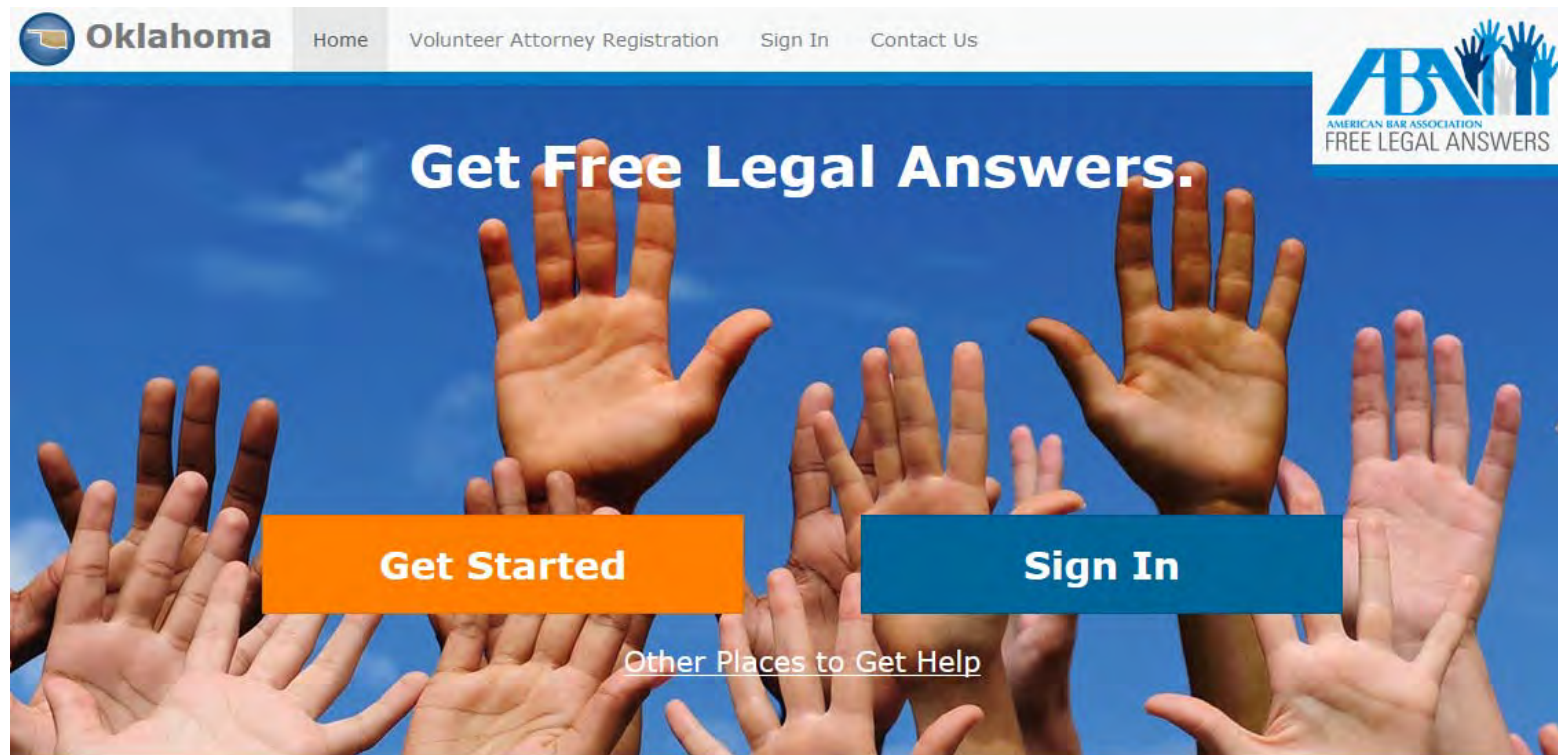 Oklahoma
Home
Volunteer Attorney Registration
Sign In
Contact Us
ABA
AMERICAN BAR ASSOCIATION
FREE LEGAL ANSWERS
Get Free Legal Answers.
Get Started
Sign In
Other Places to Get Help